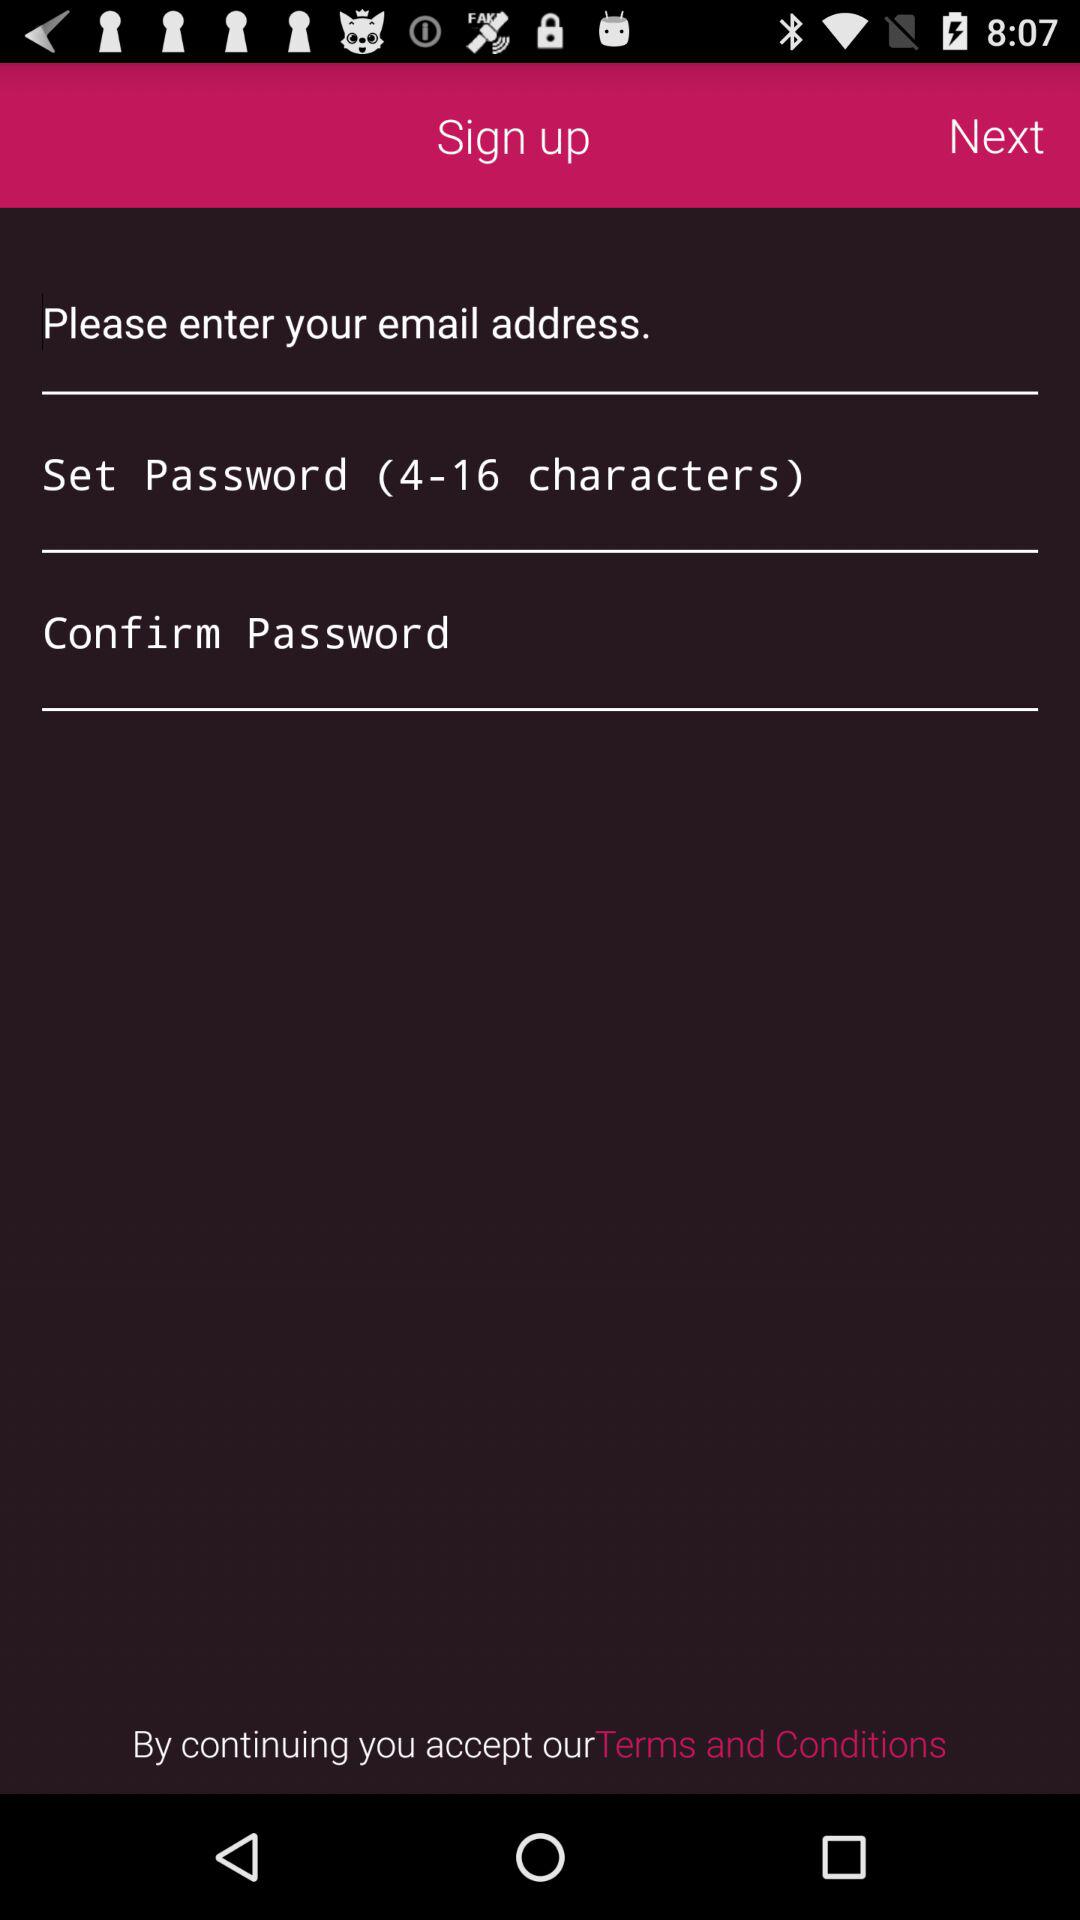 FAKE
8:07
Sign up
Next
Please enter your email address.
Set Password (4-16 characters)
Confirm Password
By continuing you accept ourTerms and Conditions